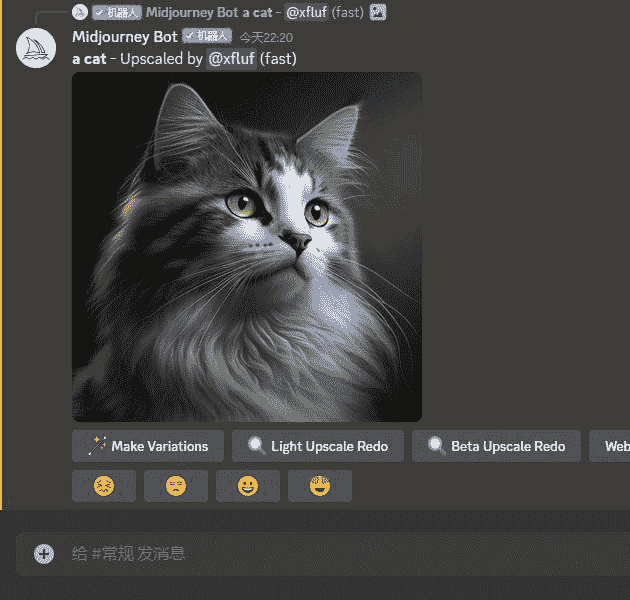 ✓机器人 Midjourney Bot a cat - @xfluf (fast)
Midjourney Bot ✓机器人 今天22:20
a cat - Upscaled by @xfluf (fast)
Make Variations Light Upscale Redo Beta Upscale Redo Web
给 #常规 发消息